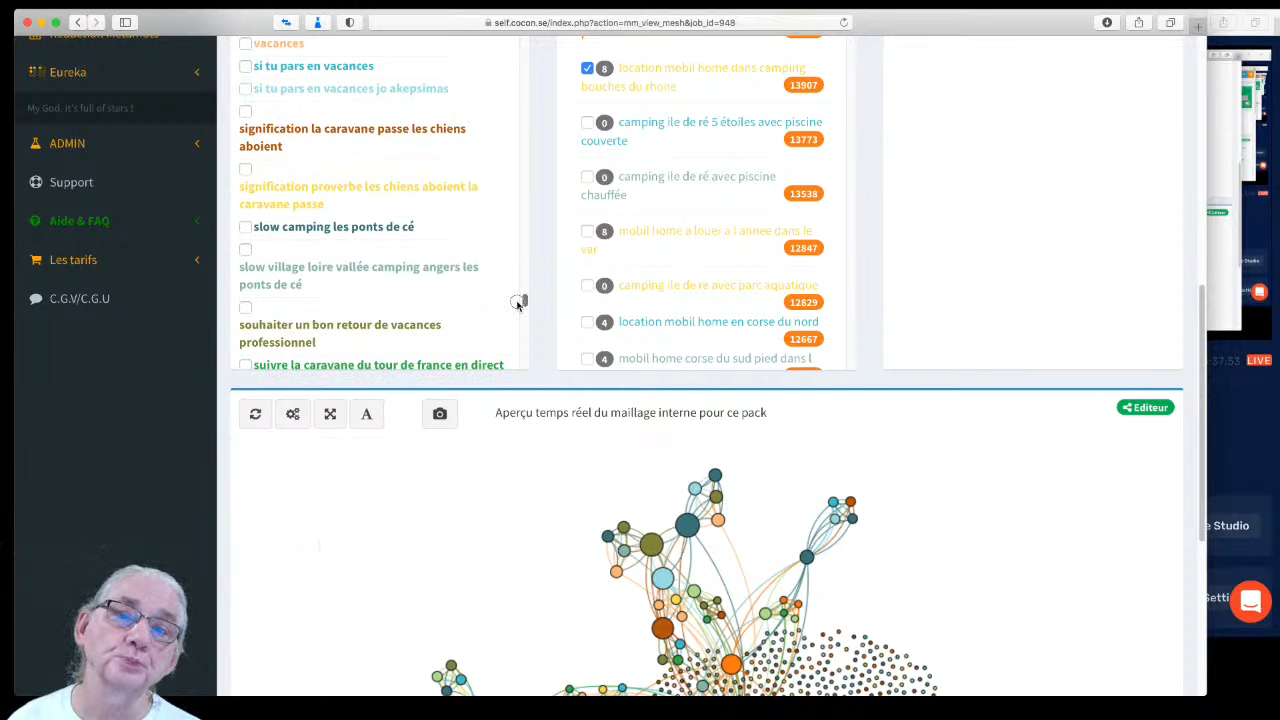 self.cocon.se/index.php?action=mm_view_mesh&job_id=948
Eureka
My God, it's full of stars !
ADMIN
Support
Aide & FAQ
Les tarifs
C.G.V/C.G.U
vacances
si tu pars en vacances
si tu pars en vacances jo akepsimas
signification la caravane passe les chiens
aboient
signification proverbe les chiens aboient la
caravane passe
slow camping les ponts de cé
slow village loire vallée camping angers les
ponts de cé
souhaiter un bon retour de vacances
professionnel
suivre la caravane du tour de france en direct
8 location mobil home dans camping
bouches du rhone 13907
0 camping ile de ré 5 étoiles avec piscine
couverte 13773
0 camping ile de ré avec piscine
chauffée 13538
8 mobil home a louer a l annee dans le
var 12847
0 camping ile de re avec parc aquatique
12829
4 location mobil home en corse du nord
12667
4 mobil home corse du sud pied dans l
A
Aperçu temps réel du maillage interne pour ce pack
Editeur
:37:53 LIVE
e Studio
Setti